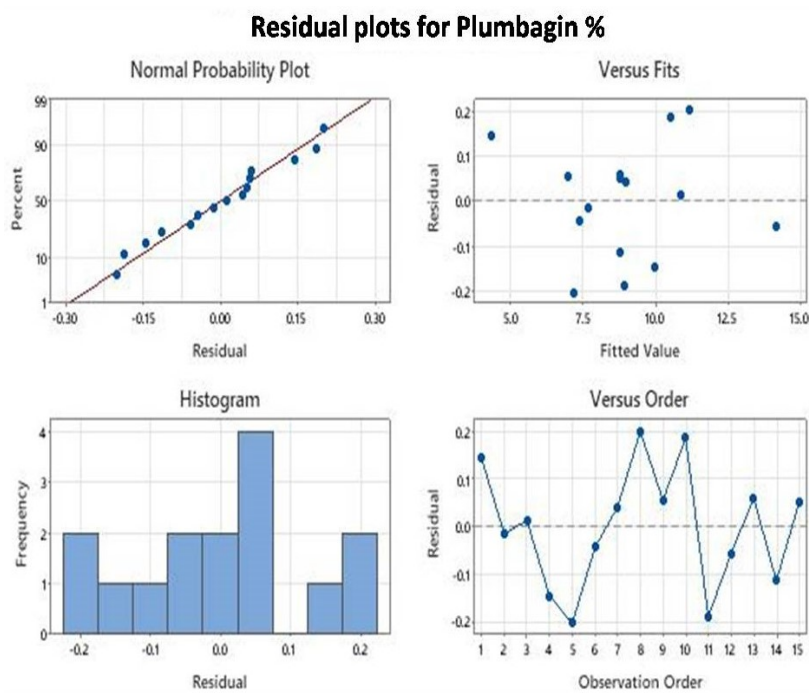 Residual plots for Plumbagin %
Normal Probability Plot
Percent
99
90
50
10
1
-0.30 -0.15 0.00 0.15 0.30
Residual
Versus Fits
Residual
0.2
0.1
0.0
-0.1
-0.2
5.0 7.5 10.0 12.5 15.0
Fitted Value
Histogram
Frequency
4
3
2
1
0
-0.2 -0.1 0.0 0.1 0.2
Residual
Versus Order
Residual
0.2
0.1
0.0
-0.1
-0.2
1 2 3 4 5 6 7 8 9 10 11 12 13 14 15
Observation Order